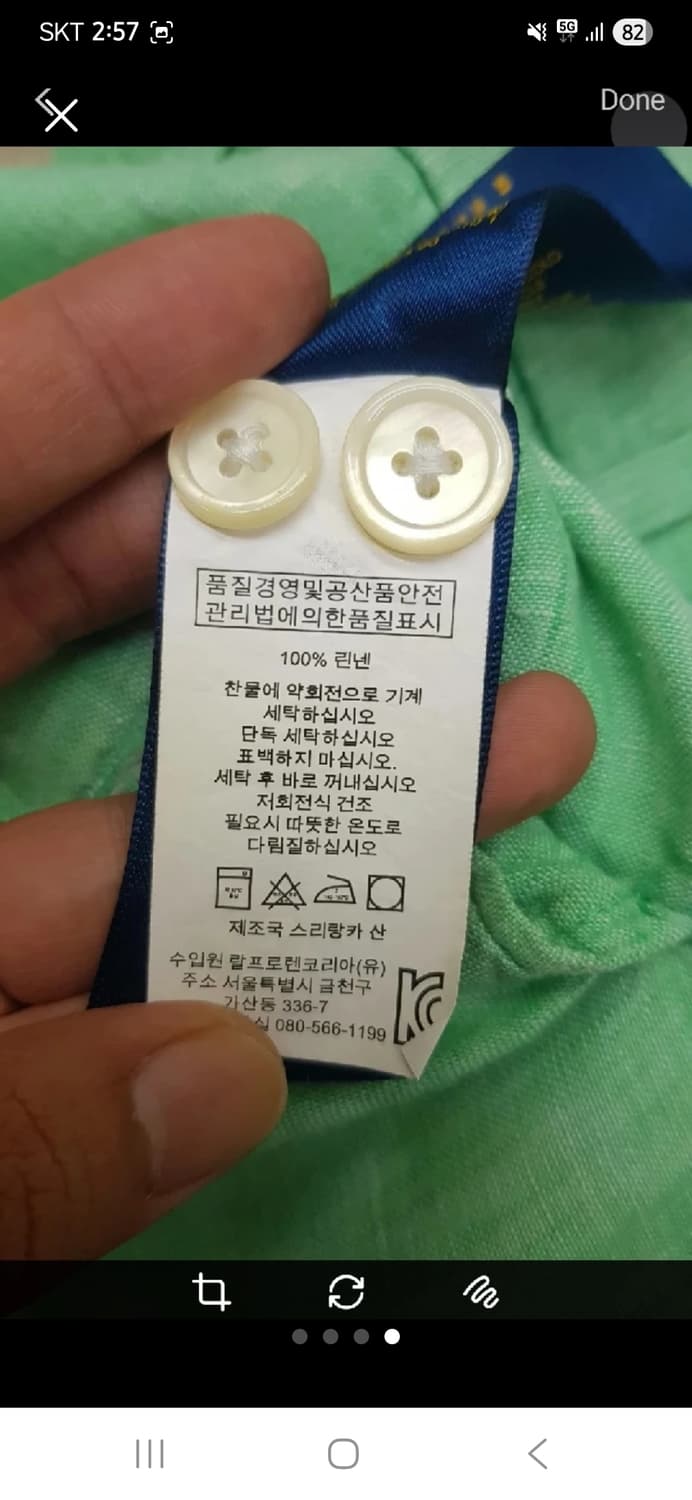 SKT 2:57
5G
82
Done
품질경영및공산품안전
관리법에의한품질표시
100% 린넨
찬물에 약회전으로 기계
세탁하십시오
단독 세탁하십시오
표백하지 마십시오.
세탁 후 바로 꺼내십시오
저회전식 건조
필요시 따뜻한 온도로
다림질하십시오
제조국 스리랑카 산
수입원 랄프로렌코리아(유)
주소 서울특별시 금천구
가산동 336-7
080-566-1199